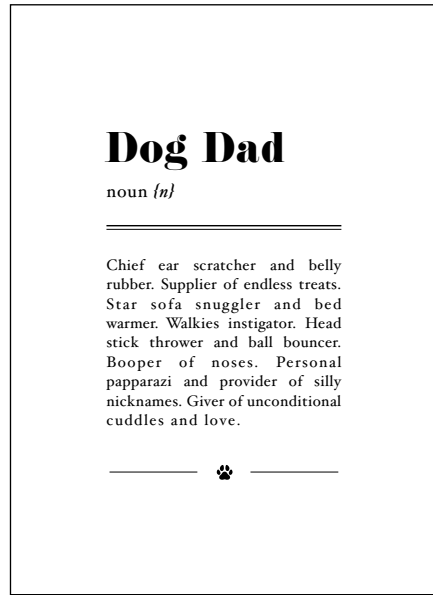 Dog Dad
noun {n}
Chief ear scratcher and belly
rubber. Supplier of endless treats.
Star sofa snuggler and bed
warmer. Walkies instigator. Head
stick thrower and ball bouncer.
Booper of noses. Personal
papparazi and provider of silly
nicknames. Giver of unconditional
cuddles and love.